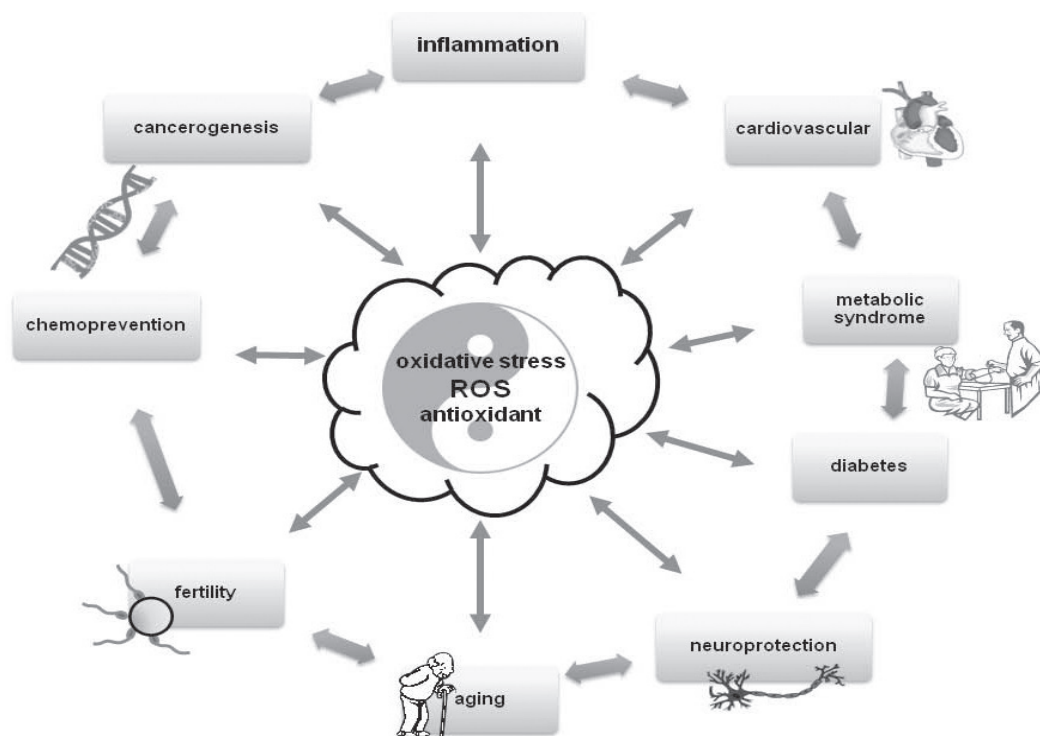 inflammation
cancerogenesis
cardiovascular
chemoprevention
metabolic
syndrome
oxidative stress
ROS
antioxidant
diabetes
fertility
neuroprotection
aging